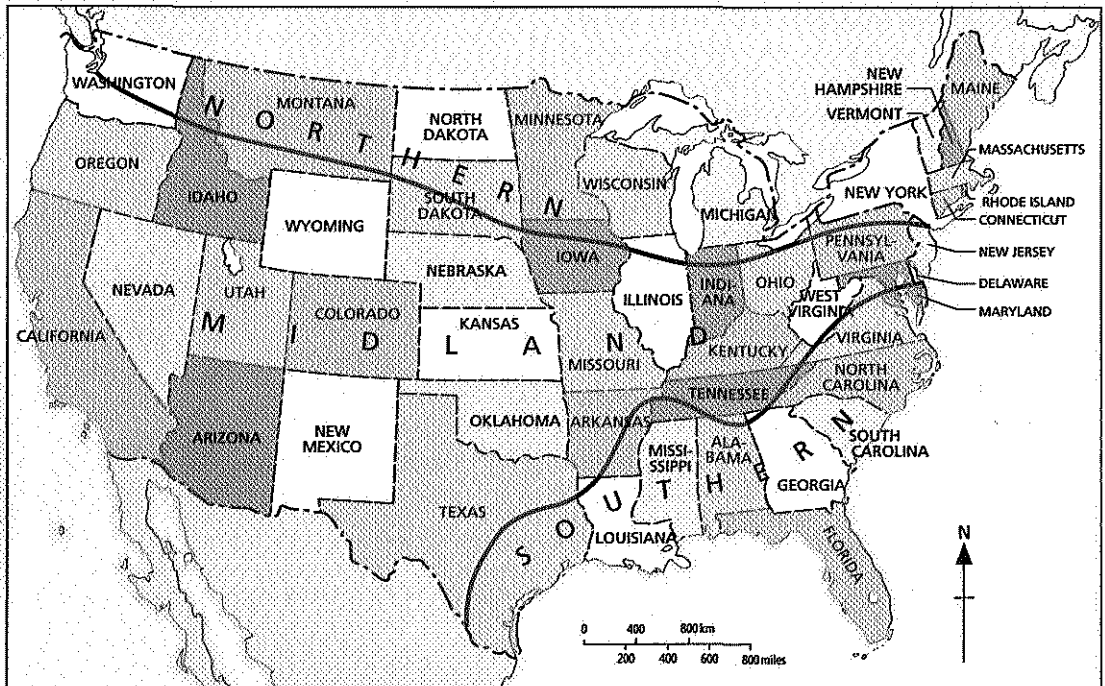 WASHINGTON
MONTANA
NORTH
DAKOTA
MINNESOTA
NEW
HAMPSHIRE
VERMONT
MAINE
MASSACHUSETTS
OREGON
IDAHO
SOUTH
DAKOTA
WISCONSIN
MICHIGAN
NEW YORK
RHODE ISLAND
CONNECTICUT
NORTHERN
WYOMING
IOWA
PENNSYL-
VANIA
NEW JERSEY
NEBRASKA
NEVADA
UTAH
COLORADO
ILLINOIS
INDI-
ANA
OHIO
WEST
VIRGINIA
DELAWARE
MARYLAND
CALIFORNIA
KANSAS
MISSOURI
KENTUCKY
VIRGINIA
MIDLAND
TENNESSEE
NORTH
CAROLINA
ARIZONA
NEW
MEXICO
OKLAHOMA
ARKANSAS
SOUTH
CAROLINA
MISSI-
SSIPPI
ALA-
BAMA
GEORGIA
TEXAS
LOUISIANA
SOUTHERN
FLORIDA
N
0 400 800 km
200 400 600 800 miles